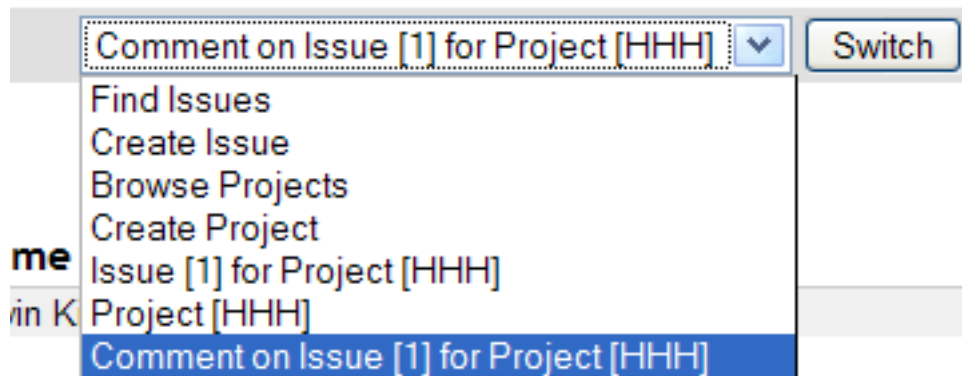 Comment on Issue [1] for Project [HHH] Switch
Find Issues
Create Issue
Browse Projects
Create Project
me
Issue [1] for Project [HHH]
vin K Project [HHH]
Comment on Issue [1] for Project [HHH]